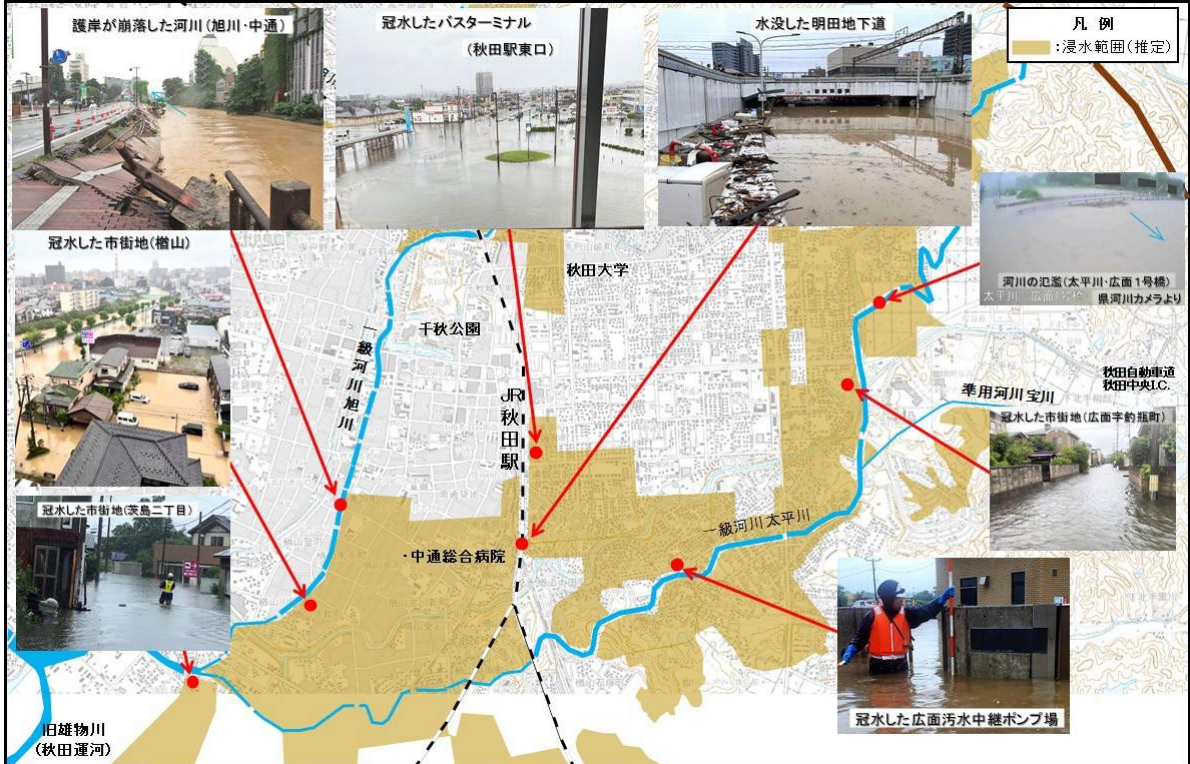 護岸が崩落した河川(旭川・中通)
冠水したバスターミナル
(秋田駅東口)
水没した明田地下道
凡 例
:浸水範囲(推定)
冠水した市街地(楢山)
秋田大学
河川の氾濫(太平川・広面1号橋)
県河川カメラより
千秋公園
一級河川旭川
秋田自動車道
秋田中央I.C.
準用河川 宝川
JR秋田駅
冠水した市街地(広面字釣瓶町)
冠水した市街地(茨島二丁目)
一級河川 太平川
・中通総合病院
旧雄物川
(秋田運河)
冠水した広面汚水中継ポンプ場